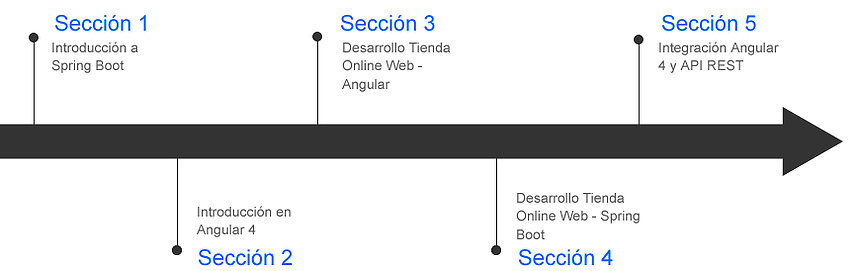 Sección 1
Introducción a
Spring Boot
Introducción en
Angular 4
Sección 2
Sección 3
Desarrollo Tienda
Online Web -
Angular
Desarrollo Tienda
Online Web - Spring
Boot
Sección 4
Sección 5
Integración Angular
4 y API REST